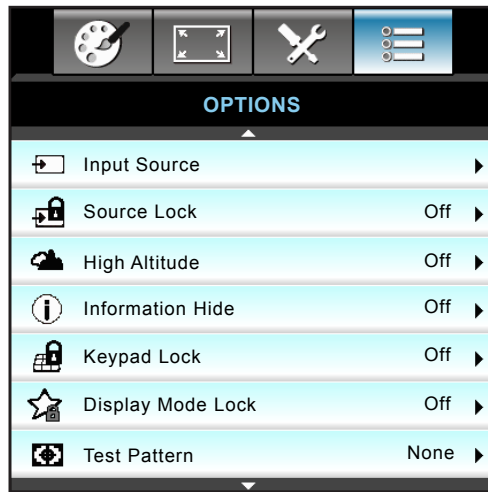 OPTIONS
Input Source
Source Lock Off
High Altitude Off
Information Hide Off
Keypad Lock Off
Display Mode Lock Off
Test Pattern None